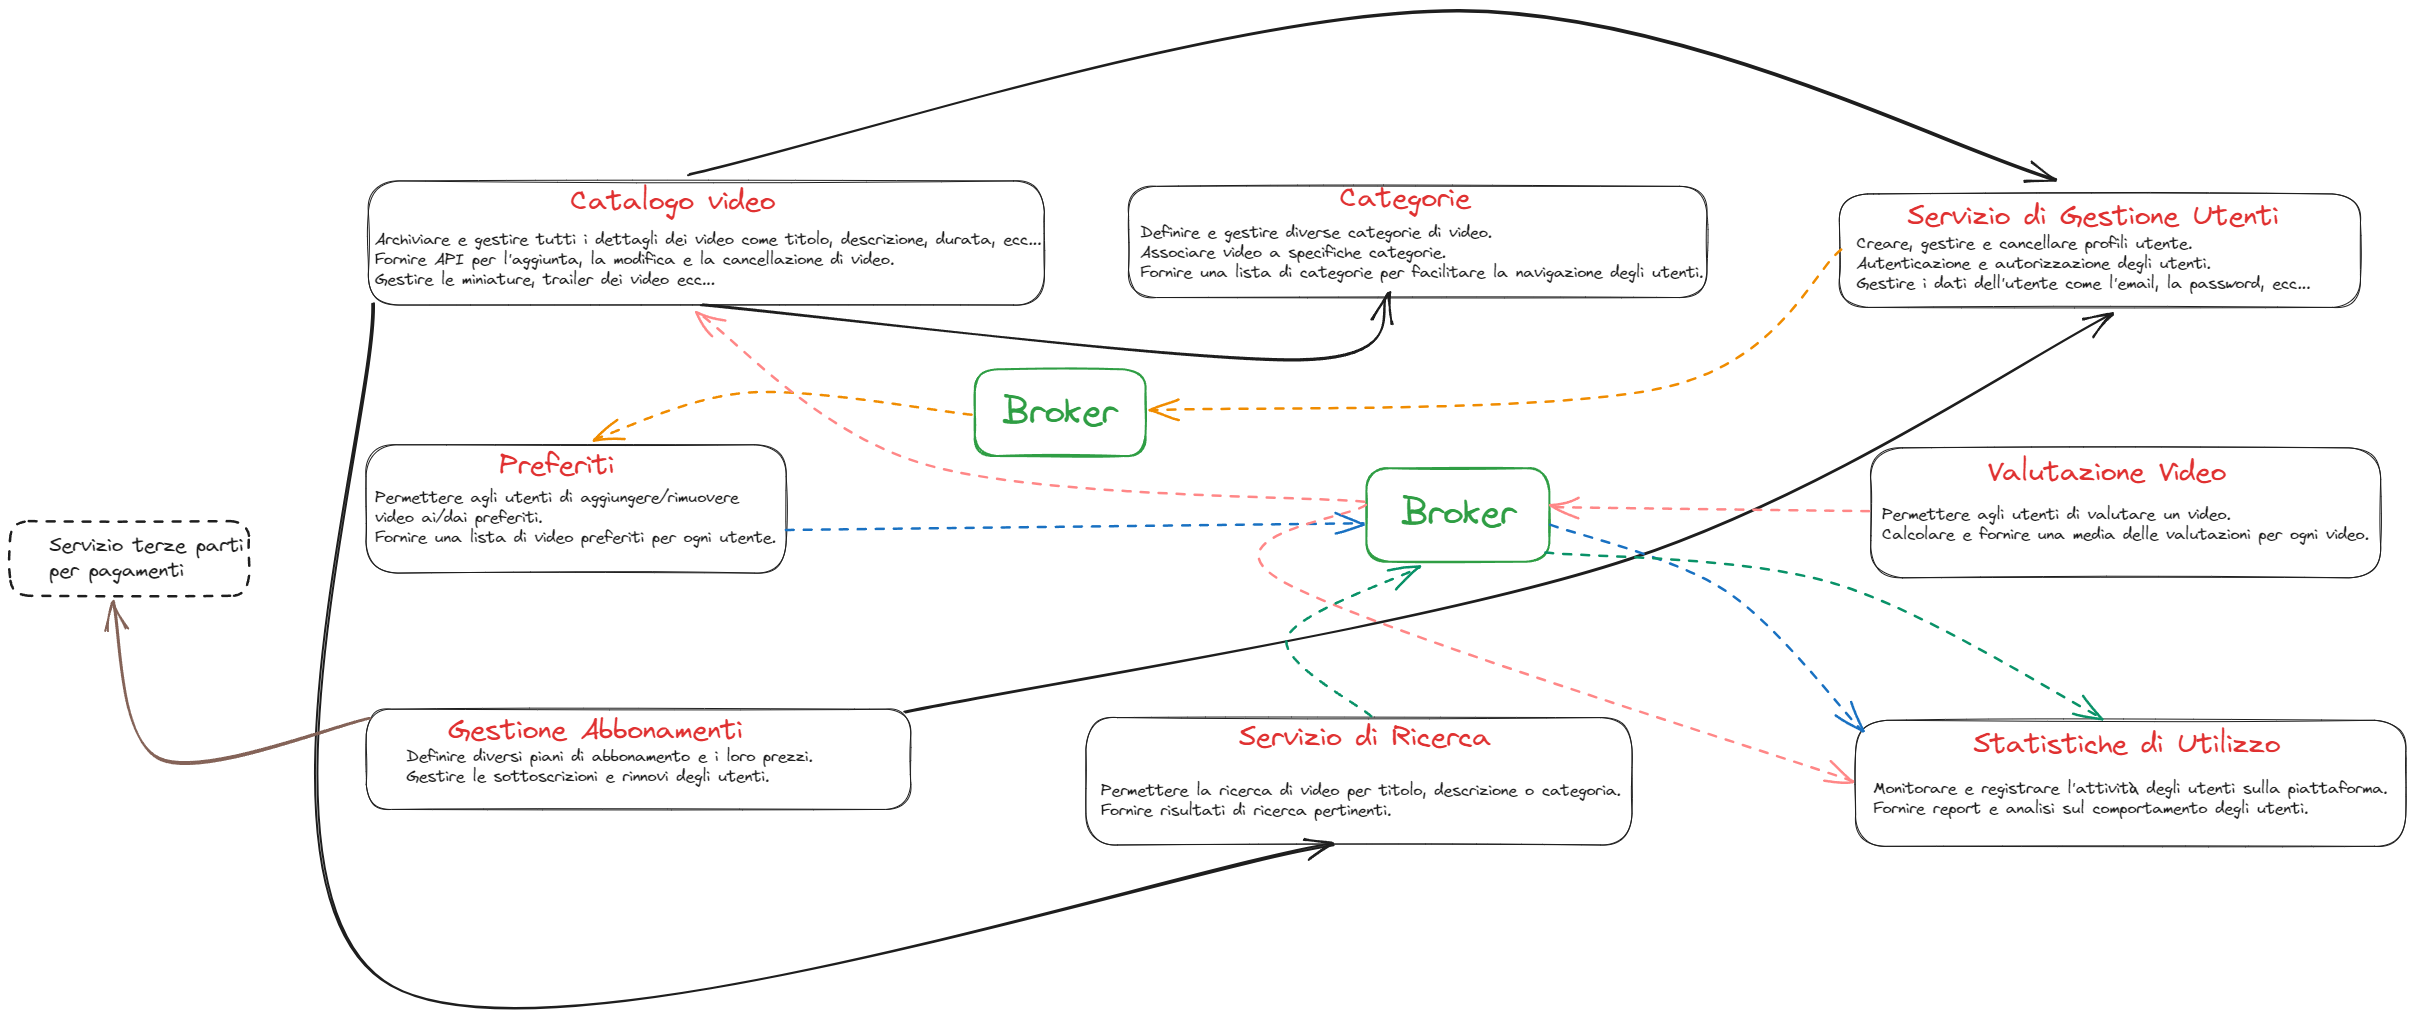 Catalogo video
Archiviare e gestire tutti i dettagli dei video come titolo, descrizione, durata, ecc...
Fornire API per l'aggiunta, la modifica e la cancellazione di video.
Gestire le miniature, trailer dei video ecc...
Categorie
Definire e gestire diverse categorie di video.
Associare video a specifiche categorie.
Fornire una lista di categorie per facilitare la navigazione degli utenti.
Servizio di Gestione Utenti
Creare, gestire e cancellare profili utente.
Autenticazione e autorizzazione degli utenti.
Gestire i dati dell'utente come l'email, la password, ecc...
Broker
Preferiti
Permettere agli utenti di aggiungere/rimuovere
video ai/dai preferiti.
Fornire una lista di video preferiti per ogni utente.
Broker
Valutazione Video
Permettere agli utenti di valutare un video.
Calcolare e fornire una media delle valutazioni per ogni video.
Servizio terze parti
per pagamenti
Gestione Abbonamenti
Definire diversi piani di abbonamento e i loro prezzi.
Gestire le sottoscrizioni e rinnovi degli utenti.
Servizio di Ricerca
Permettere la ricerca di video per titolo, descrizione o categoria.
Fornire risultati di ricerca pertinenti.
Statistiche di Utilizzo
Monitorare e registrare l'attività degli utenti sulla piattaforma.
Fornire report e analisi sul comportamento degli utenti.